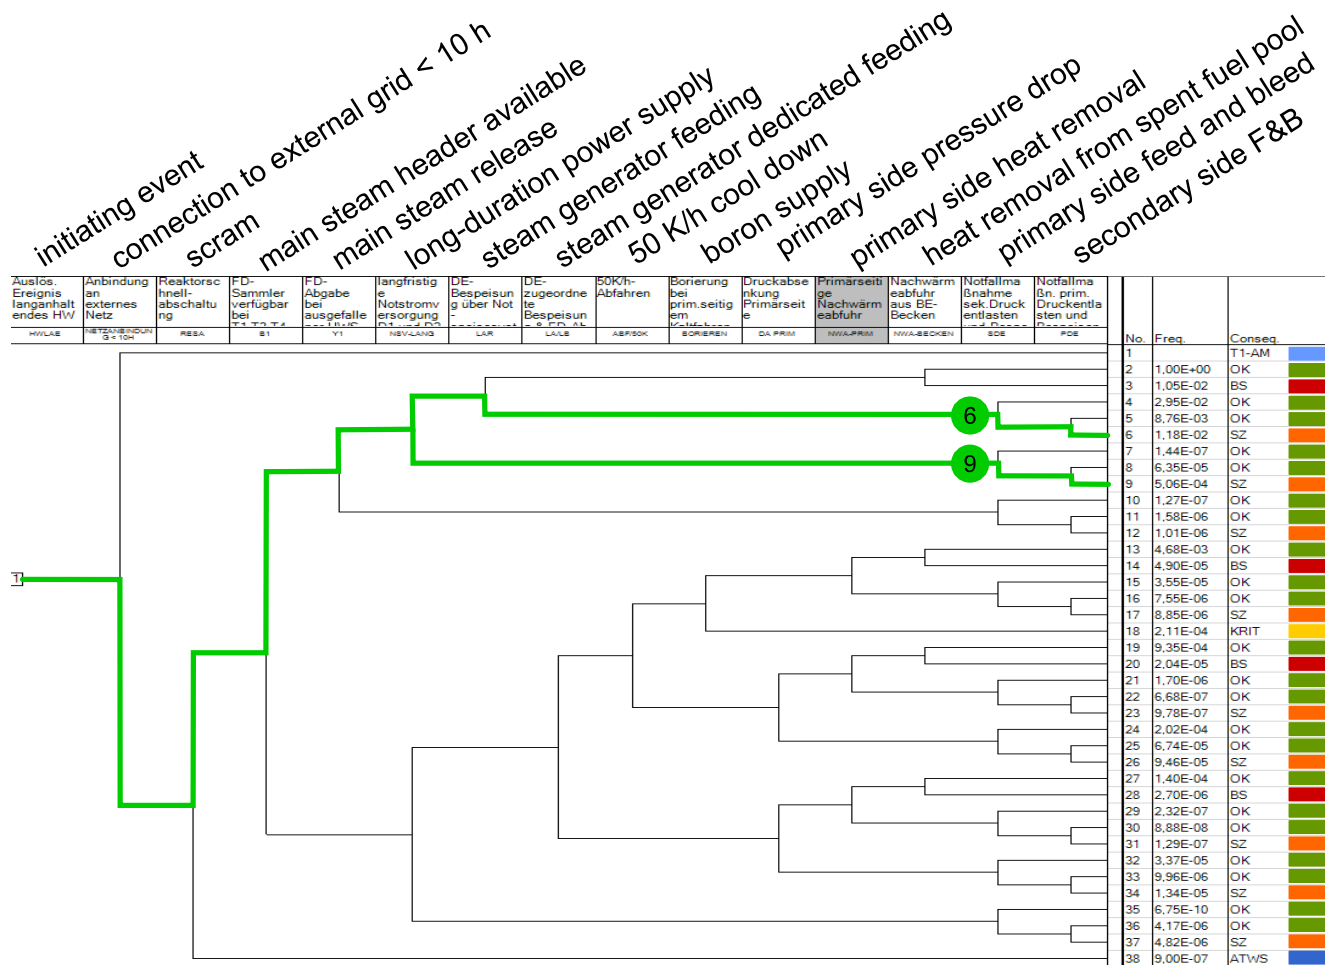 initiating event
connection to external grid < 10 h
scram
main steam header available
main steam release
long-duration power supply
steam generator feeding
steam generator dedicated feeding
50 K/h cool down
boron supply
primary side pressure drop
primary side heat removal
heat removal from spent fuel pool
primary side feed and bleed
secondary side F&B
Auslös.
Ereignis
langanhalt
endes HW
HWLAE
Anbindung
an
externes
Netz
NETZANBINDUN
G < 10H
Reaktorsc
hnell-
abschaltu
ng
RESA
FD-
Sammler
verfügbar
bei
T1 T2 T4
S1
FD-
Abgabe
bei
ausgefalle
Y1
langfristig
e
Notstromv
ersorgung
D1 und D2
NSV-LANG
DE-
Bespeisun
g über Not
-
LAR
DE-
zugeordne
te
Bespeisun
LA/LB
50K/h-
Abfahren
ABF/50K
Borierung
bei
prim.seitig
em
BORIEREN
Druckabse
nkung
Primärseit
e
DA PRIM
Primärseiti
ge
Nachwärm
eabfuhr
NWA-PRIM
Nachwärm
eabfuhr
aus BE-
Becken
NWA-BECKEN
Notfallma
ßnahme
sek.Druck
entlasten
SDE
Notfallma
ßn. prim.
Druckentla
sten und
PDE
No. Freq. Conseq.
1 T1-AM
2 1,00E+00 OK
3 1,05E-02 BS
4 2,95E-02 OK
5 8,76E-03 OK
6 1,18E-02 SZ
7 1,44E-07 OK
8 6,35E-05 OK
9 5,06E-04 SZ
10 1,27E-07 OK
11 1,58E-06 OK
12 1,01E-06 SZ
13 4,68E-03 OK
14 4,90E-05 BS
15 3,55E-05 OK
16 7,55E-06 OK
17 8,85E-06 SZ
18 2,11E-04 KRIT
19 9,35E-04 OK
20 2,04E-05 BS
21 1,70E-06 OK
22 6,68E-07 OK
23 9,78E-07 SZ
24 2,02E-04 OK
25 6,74E-05 OK
26 9,46E-05 SZ
27 1,40E-04 OK
28 2,70E-06 BS
29 2,32E-07 OK
30 8,88E-08 OK
31 1,29E-07 SZ
32 3,37E-05 OK
33 9,96E-06 OK
34 1,34E-05 SZ
35 6,75E-10 OK
36 4,17E-06 OK
37 4,82E-06 SZ
38 9,00E-07 ATWS
6
9
1